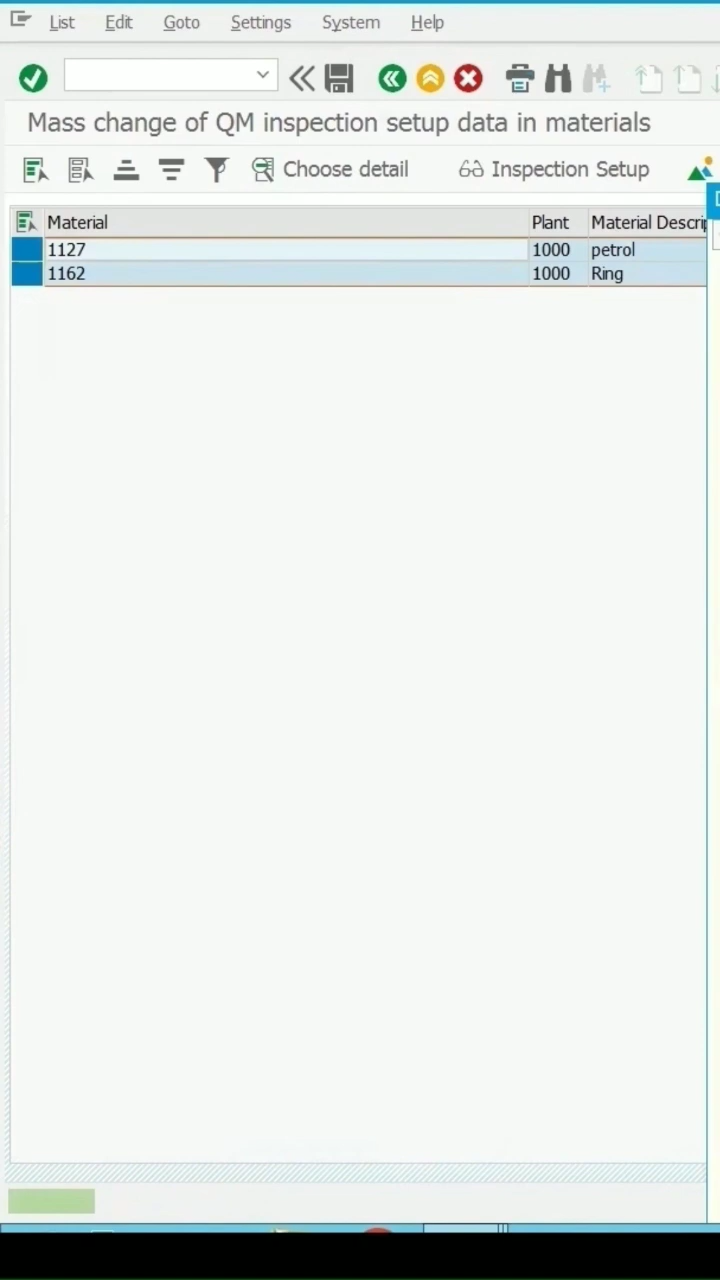 List Edit Goto Settings System Help
Mass change of QM inspection setup data in materials
Choose detail Inspection Setup
Material Plant Material
1127 1000 petrol
1162 1000 Ring